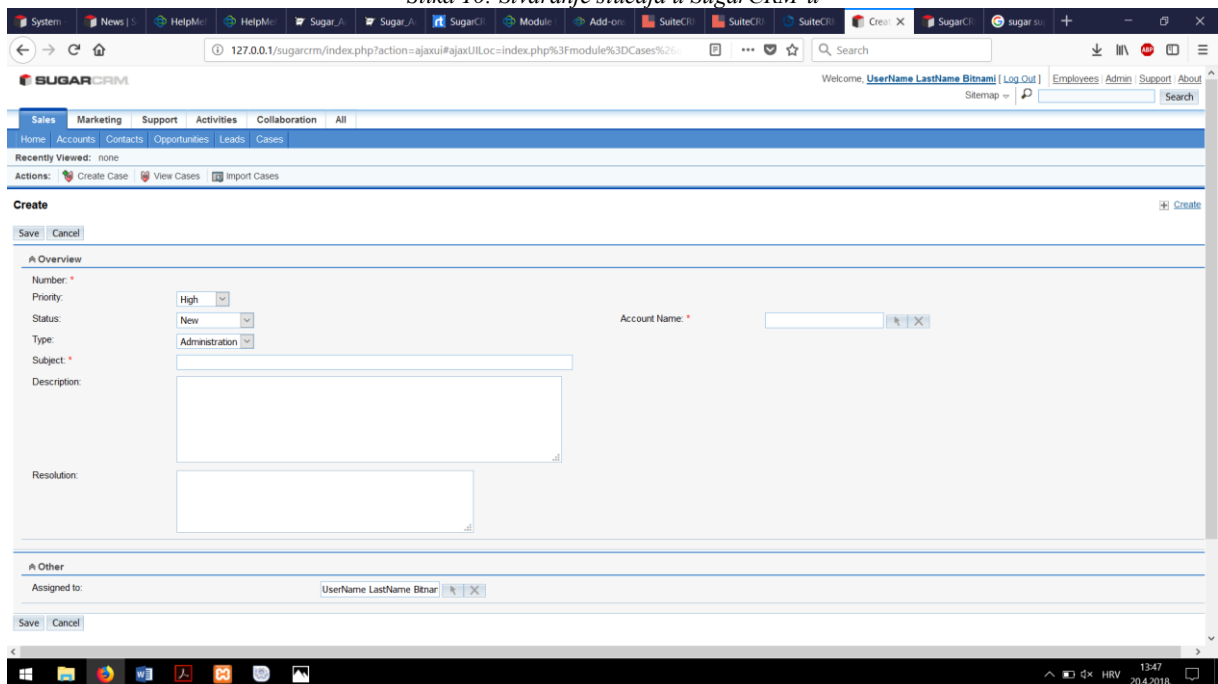 Slika 10: Stvaranje slučaja u SugarCRM-u
System - News | S HelpMe HelpMe Sugar_A Sugar_A SugarCR Module Add-ons SuiteCR SuiteCR SuiteCR Creat SugarCR sugar su
127.0.0.1/sugarcrm/index.php?action=ajaxui#ajaxUILoc=index.php%3Fmodule%3DCases%26 Search ABP
SUGARCRM Welcome, UserName LastName Bitnami [ Log Out ] Employees | Admin | Support | About
Sitemap Search
Sales Marketing Support Activities Collaboration All
Home Accounts Contacts Opportunities Leads Cases
Recently Viewed: none
Actions: Create Case View Cases Import Cases
Create Create
Save Cancel
Overview
Number: *
Priority: High
Status: New Account Name: *
Type: Administration
Subject: *
Description:
Resolution:
Other
Assigned to: UserName LastName Bitnar
Save Cancel
HRV 13:47
20.4.2018.